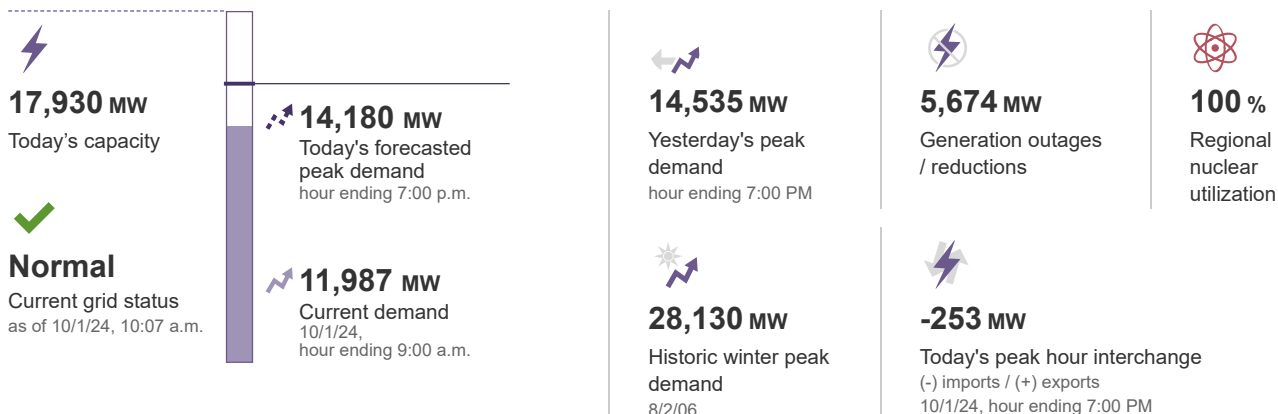 17,930 MW
Today's capacity
Normal
Current grid status
as of 10/1/24, 10:07 a.m.
14,180 MW
Today's forecasted
peak demand
hour ending 7:00 p.m.
11,987 MW
Current demand
10/1/24,
hour ending 9:00 a.m.
14,535 MW
Yesterday's peak
demand
hour ending 7:00 PM
5,674 MW
Generation outages
/ reductions
100 %
Regional
nuclear
utilization
28,130 MW
Historic winter peak
demand
8/2/06
-253 MW
Today's peak hour interchange
(-) imports / (+) exports
10/1/24, hour ending 7:00 PM